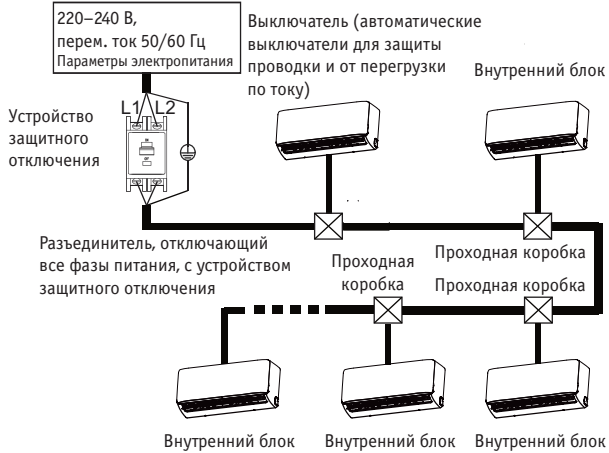 220–240 В,
перем. ток 50/60 Гц
Параметры электропитания
Выключатель (автоматические
выключатели для защиты
проводки и от перегрузки
по току)
Внутренний блок
L1 L2
Устройство
защитного
отключения
Разъединитель, отключающий
все фазы питания, с устройством
защитного отключения
Проходная
коробка
Проходная коробка
Проходная коробка
Внутренний блок
Внутренний блок
Внутренний блок